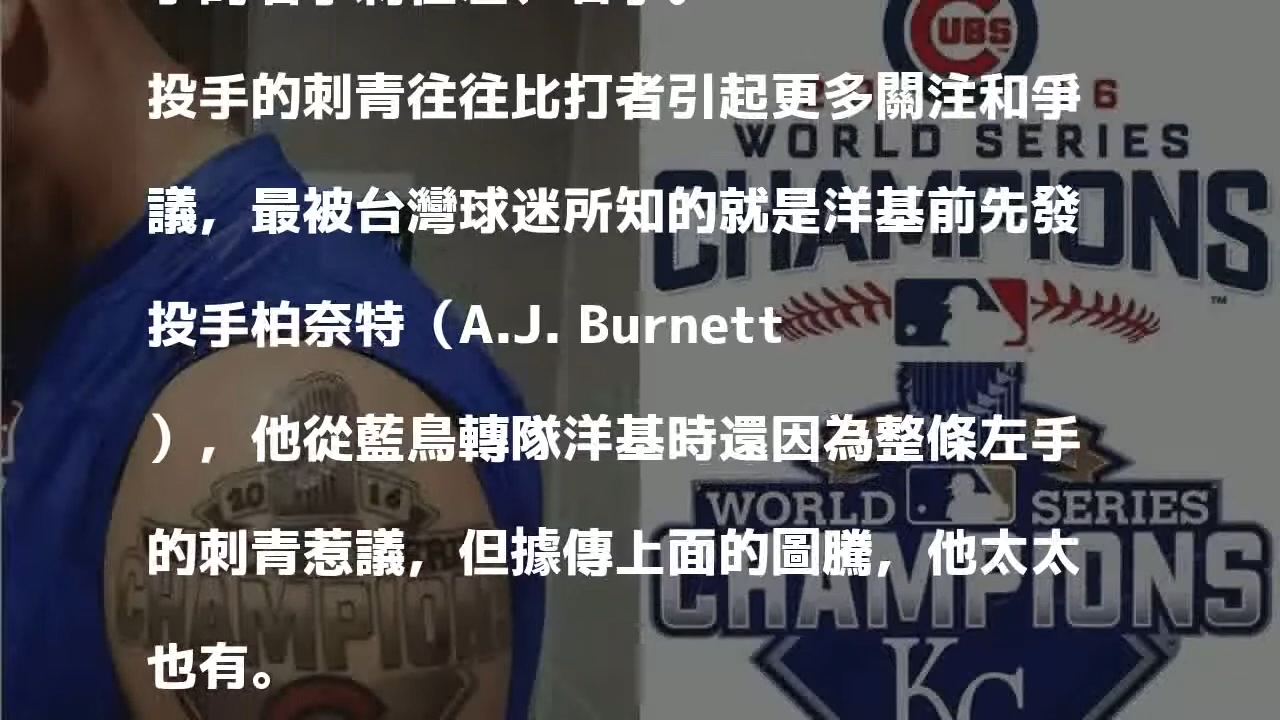 投手的刺青往往比打者引起更多關注和爭
議，最被台灣球迷所知的就是洋基前先發
投手柏奈特（A.J. Burnett
），他從藍鳥轉隊洋基時還因為整條左手
的刺青惹議，但據傳上面的圖騰，他太太
也有。
CUBS
6
WORLD SERIES
CHAMPIONS
TM
WORLD SERIES
CHAMPIONS
KC
2016
CHAMPIONS